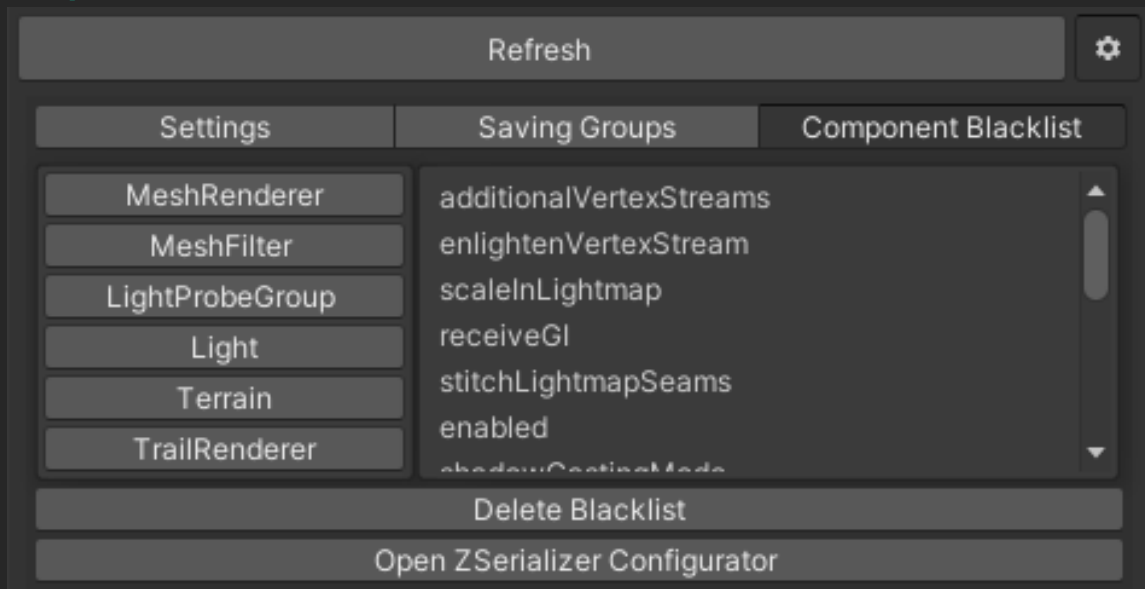 Refresh
Settings Saving Groups Component Blacklist
MeshRenderer
MeshFilter
LightProbeGroup
Light
Terrain
TrailRenderer
additionalVertexStreams
enlightenVertexStream
scaleInLightmap
receiveGI
stitchLightmapSeams
enabled
shadowCastingMode
Delete Blacklist
Open ZSerializer Configurator